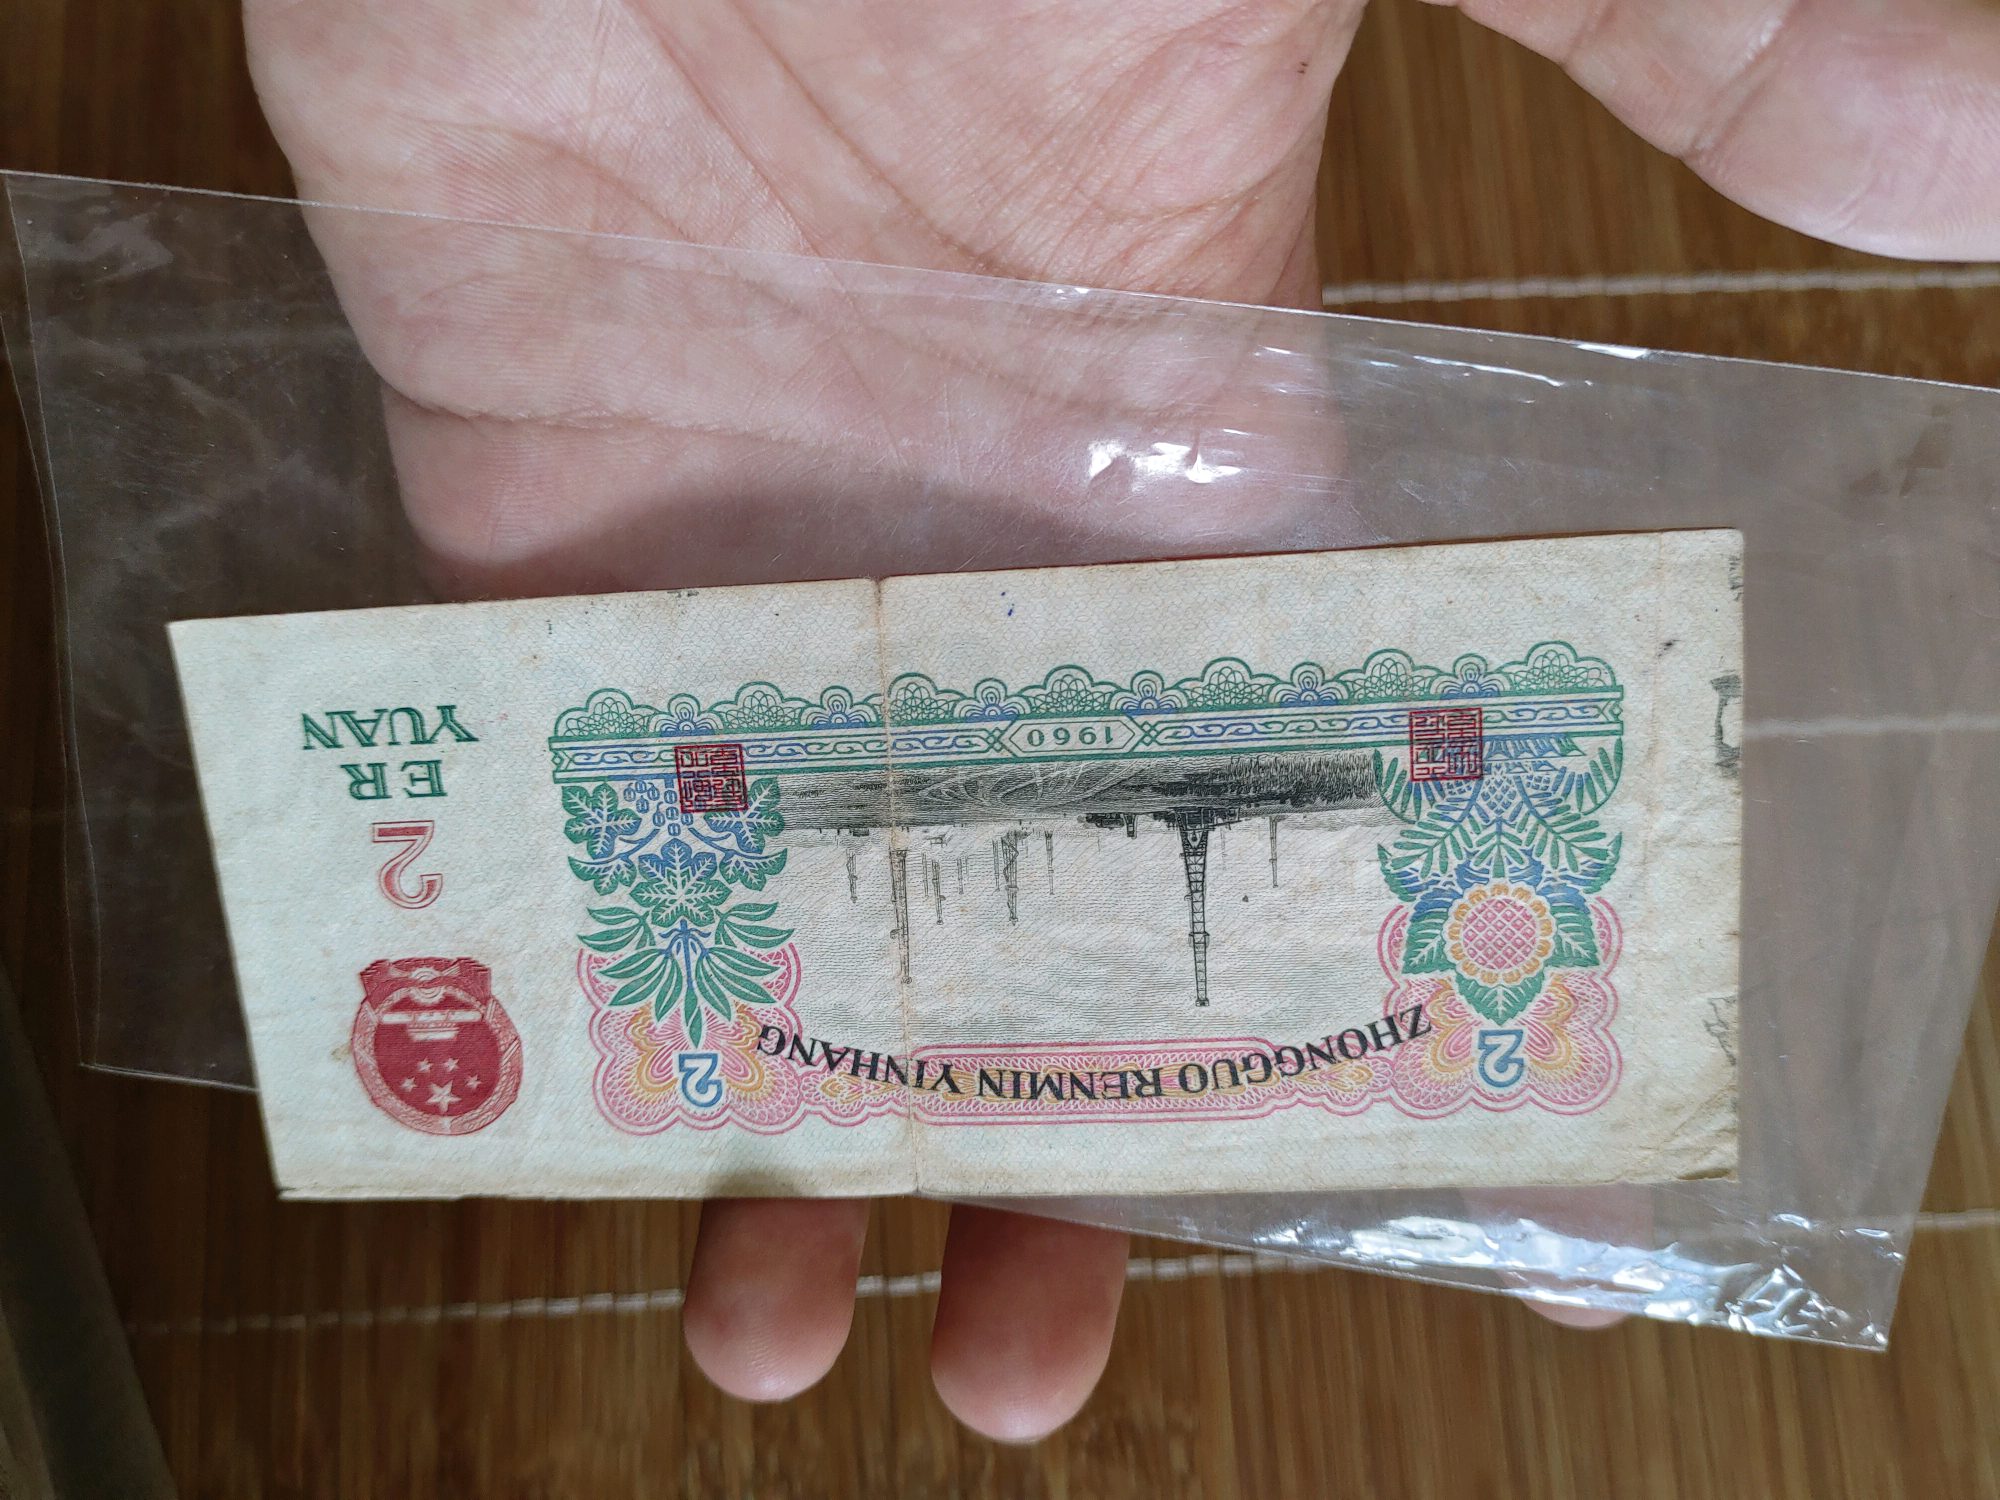 ZHONGGUO RENMIN YINHANG
2
2
2
ER
YUAN
1960